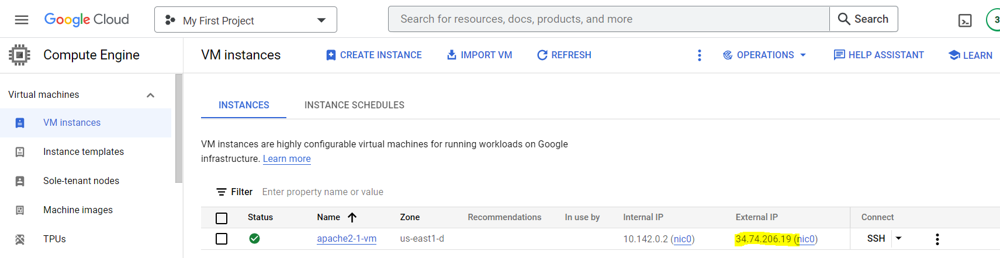 Google Cloud
My First Project
Search for resources, docs, products, and more
Search
3
Compute Engine
VM instances
CREATE INSTANCE
IMPORT VM
REFRESH
OPERATIONS
HELP ASSISTANT
LEARN
Virtual machines
VM instances
Instance templates
Sole-tenant nodes
Machine images
TPUs
INSTANCES
INSTANCE SCHEDULES
VM instances are highly configurable virtual machines for running workloads on Google
infrastructure. Learn more
Filter Enter property name or value
Status Name Zone Recommendations In use by Internal IP External IP Connect
apache2-1-vm us-east1-d 10.142.0.2 (nic0) 34.74.206.19 (nic0) SSH